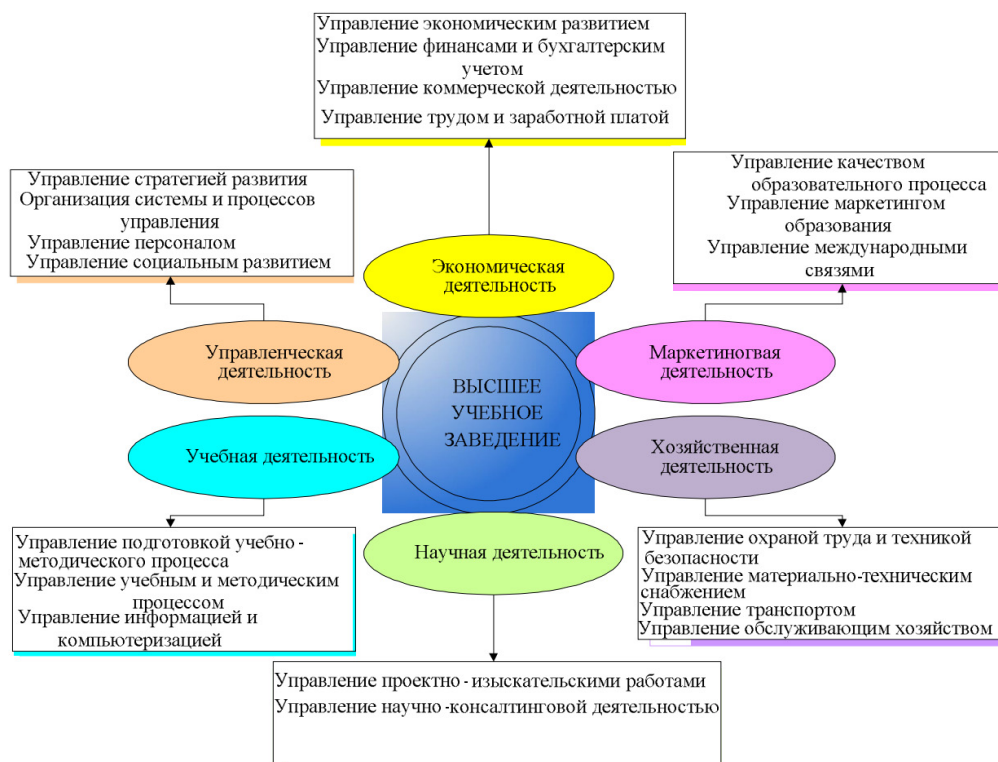 Управление экономическим развитием
Управление финансами и бухгалтерским
учетом
Управление коммерческой деятельностью
Управление трудом и заработной платой
Управление стратегией развития
Организация системы и процессов
управления
Управление персоналом
Управление социальным развитием
Управление качеством
образовательного процесса
Управление маркетингом
образования
Управление международными
связями
Экономическая
деятельность
Управленческая
деятельность
Маркетиногвая
деятельность
ВЫСШЕЕ
УЧЕБНОЕ
ЗАВЕДЕНИЕ
Учебная деятельность
Хозяйственная
деятельность
Научная деятельность
Управление подготовкой учебно-
методического процесса
Управление учебным и методическим
процессом
Управление информацией и
компьютеризацией
Управление охраной труда и техникой
безопасности
Управление материально-техническим
снабжением
Управление транспортом
Управление обслуживающим хозяйством
Управление проектно-изыскательскими работами
Управление научно-консалтинговой деятельностью